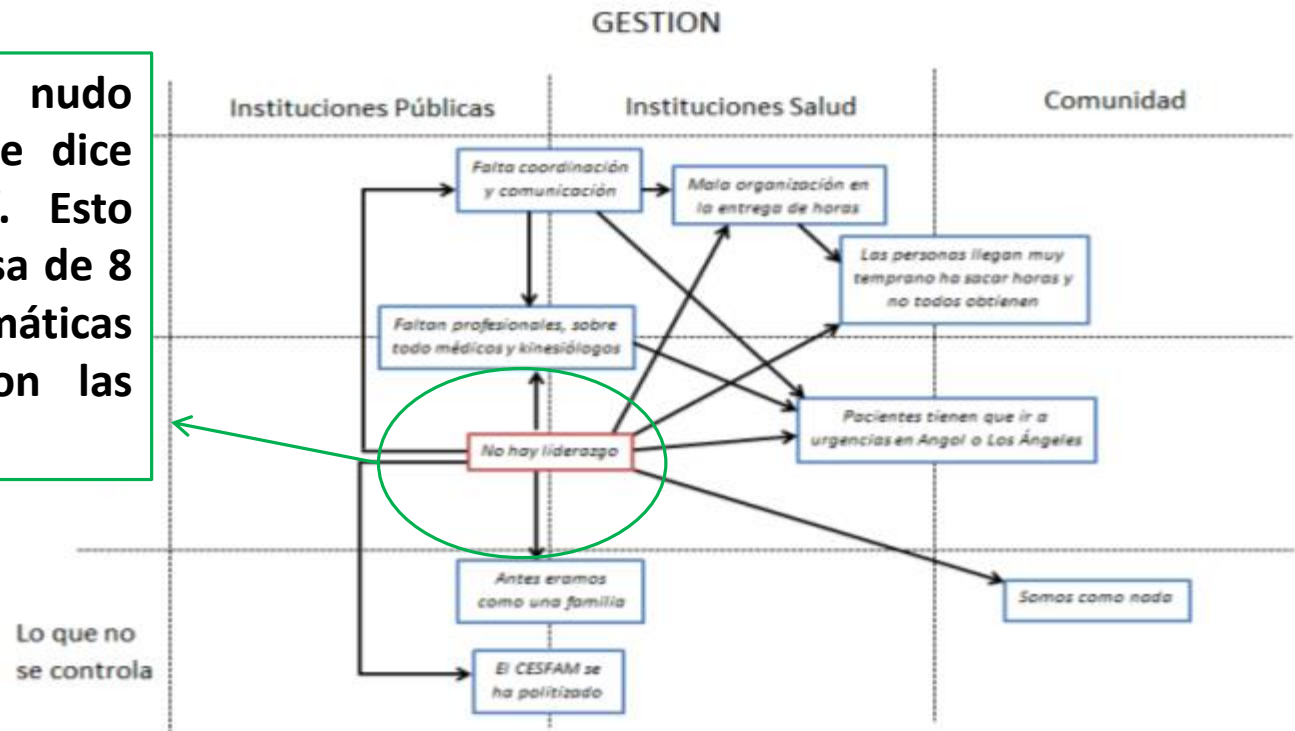 GESTION
nudo
e dice
. Esto
sa de 8
máticas
on las
Instituciones Públicas
Instituciones Salud
Comunidad
Falta coordinación
y comunicación
Mala organización en
la entrega de horas
Las personas llegan muy
temprano ha sacar horas y
no todos obtienen
Faltan profesionales, sobre
todo médicos y kinesiólogos
Pacientes tienen que ir a
urgencias en Angol o Los Ángeles
No hay liderazgo
Antes eramos
como una familia
Somos como nada
Lo que no
se controla
El CESFAM se
ha politizado